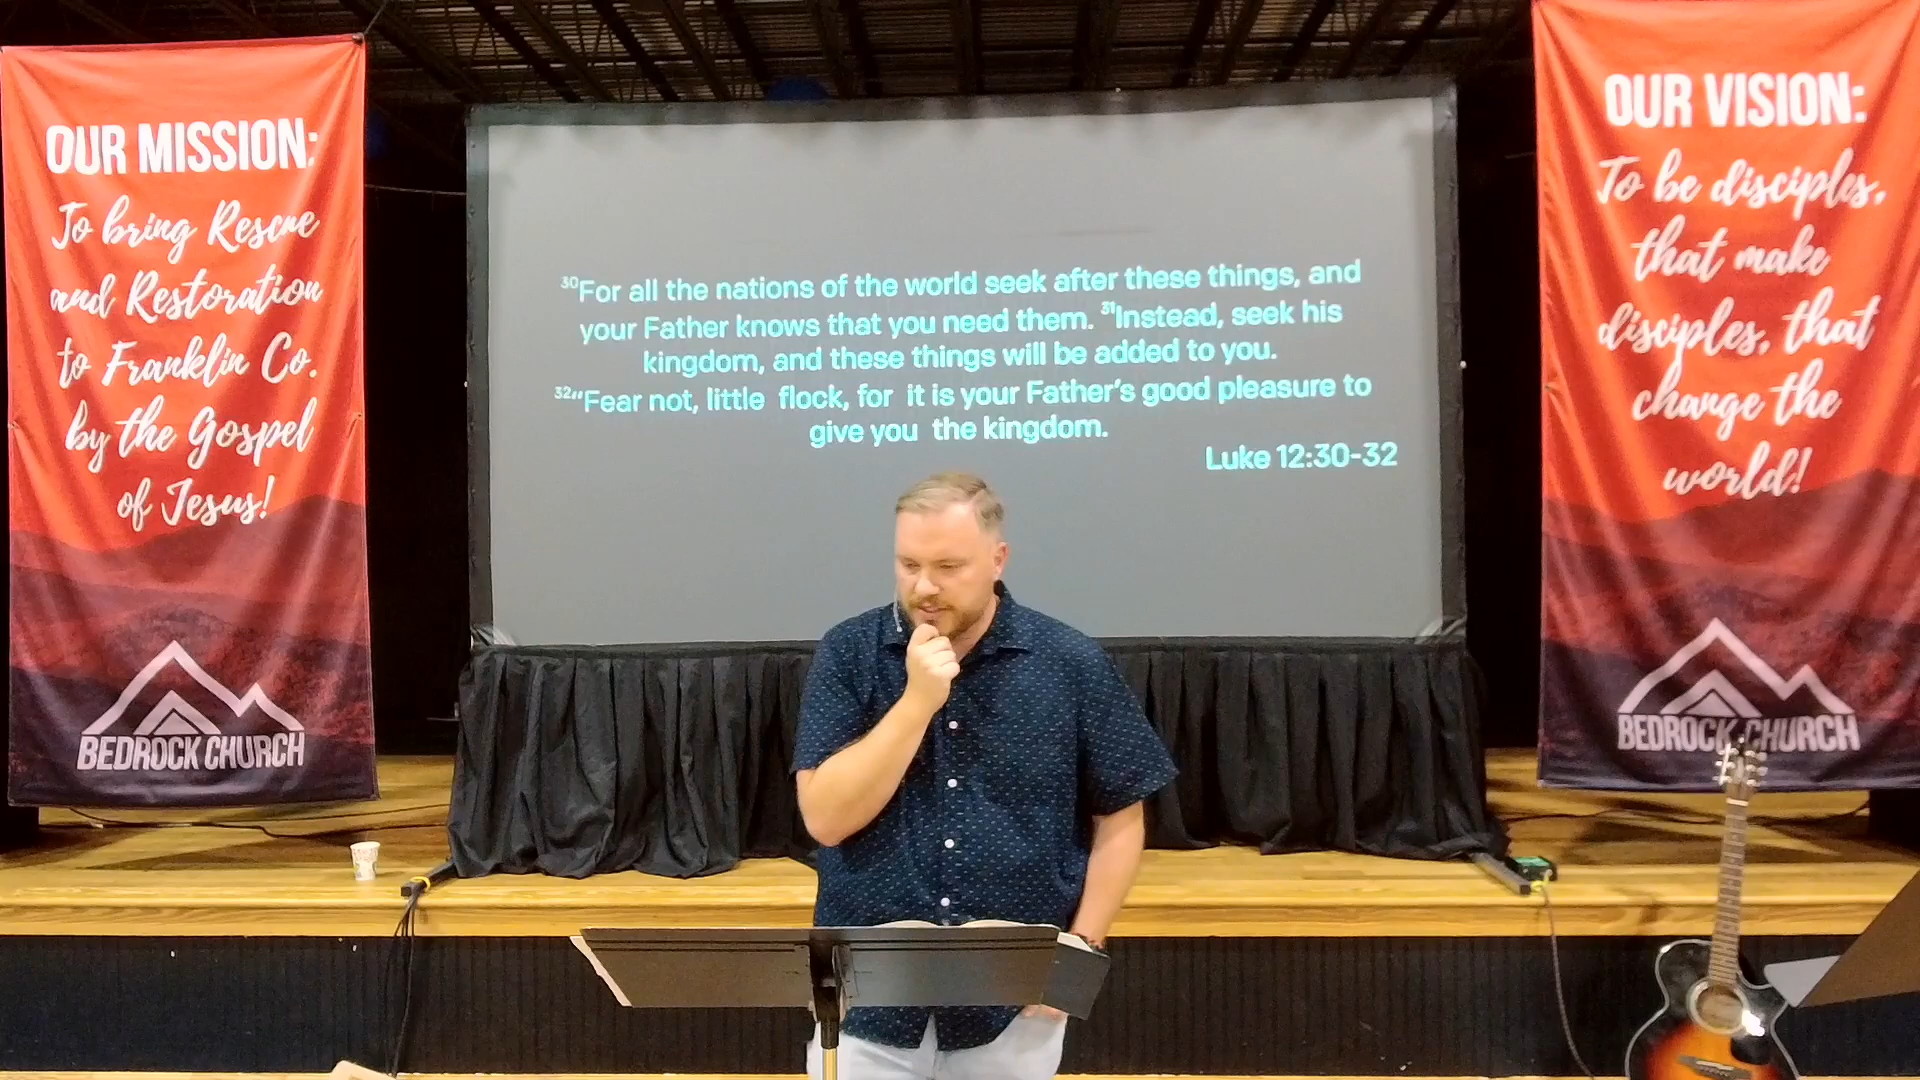 OUR MISSION:
To bring Rescue
and Restoration
to Franklin Co.
by the Gospel
of Jesus!
BEDROCK CHURCH
30For all the nations of the world seek after these things, and
your Father knows that you need them. 31Instead, seek his
kingdom, and these things will be added to you.
32“Fear not, little flock, for it is your Father’s good pleasure to
give you the kingdom.
Luke 12:30-32
OUR VISION:
To be disciples,
that make
disciples, that
change the
world!
BEDROCK CHURCH